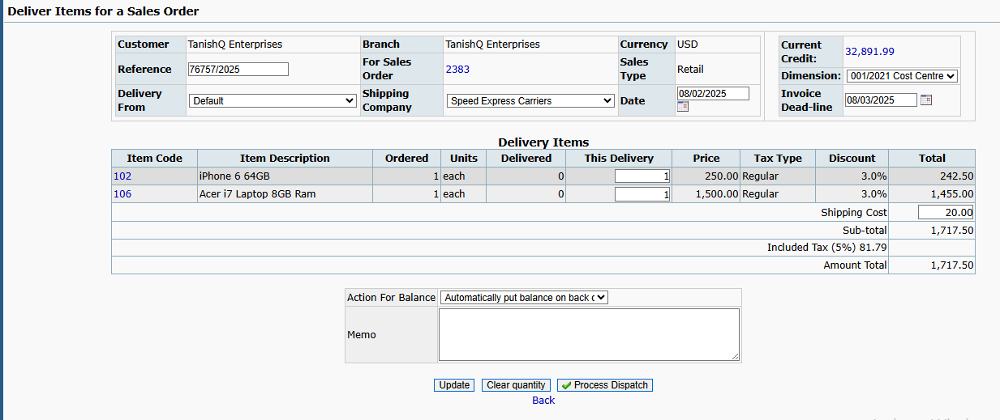 Deliver Items for a Sales Order
Customer TanishQ Enterprises Branch TanishQ Enterprises Currency USD
Reference 76757/2025 For Sales Order 2383 Sales Type Retail
Delivery From Default Shipping Company Speed Express Carriers Date 08/02/2025
Current Credit: 32,891.99
Dimension: 001/2021 Cost Centre
Invoice Dead-line 08/03/2025
Delivery Items
Item Code Item Description Ordered Units Delivered This Delivery Price Tax Type Discount Total
102 iPhone 6 64GB 1 each 0 1 250.00 Regular 3.0% 242.50
106 Acer i7 Laptop 8GB Ram 1 each 0 1 1,500.00 Regular 3.0% 1,455.00
Shipping Cost 20.00
Sub-total 1,717.50
Included Tax (5%) 81.79
Amount Total 1,717.50
Action For Balance Automatically put balance on back
Memo
Update Clear quantity Process Dispatch
Back